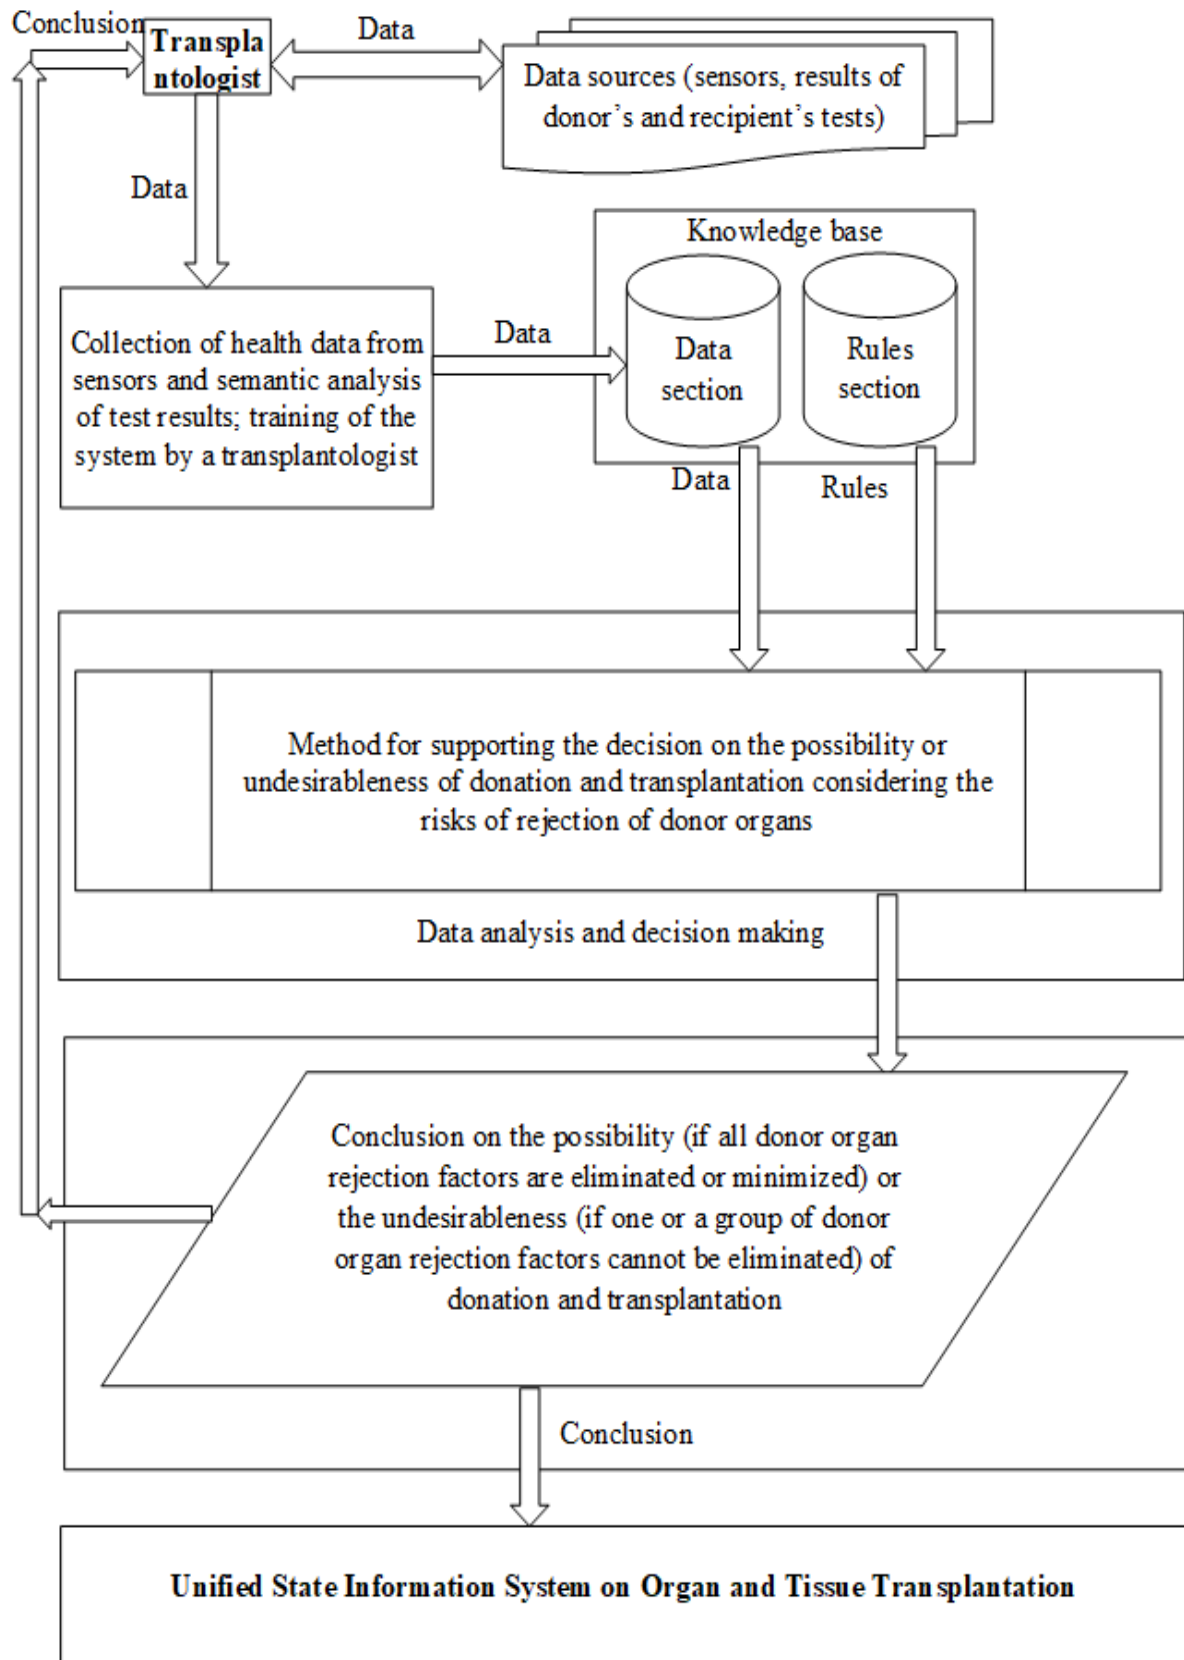 Conclusion
Transpla
ntologist
Data
Data sources (sensors, results of
donor’s and recipient’s tests)
Data
Knowledge base
Collection of health data from
sensors and semantic analysis
of test results; training of the
system by a transplantologist
Data
Data
section
Rules
section
Data
Rules
Method for supporting the decision on the possibility or
undesirableness of donation and transplantation considering the
risks of rejection of donor organs
Data analysis and decision making
Conclusion on the possibility (if all donor organ
rejection factors are eliminated or minimized) or
the undesirableness (if one or a group of donor
organ rejection factors cannot be eliminated) of
donation and transplantation
Conclusion
Unified State Information System on Organ and Tissue Transplantation